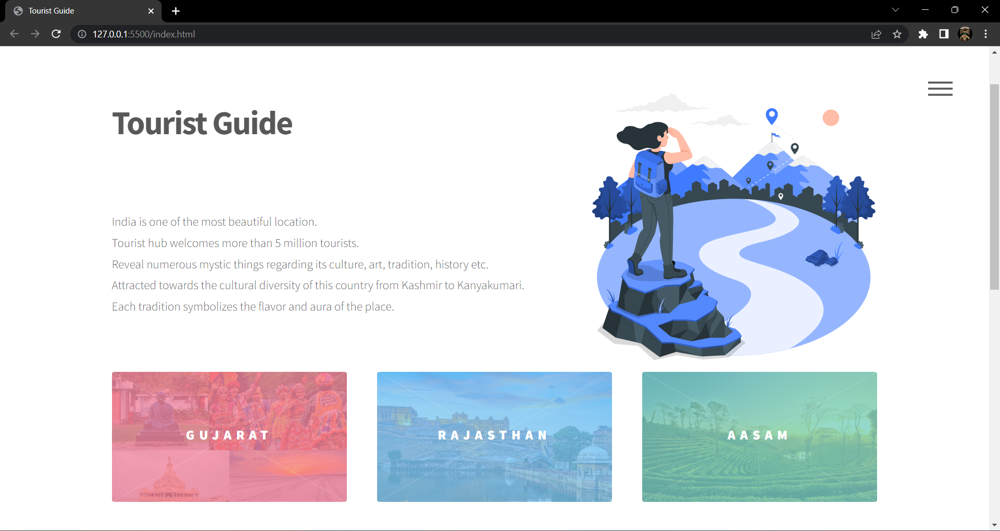 Tourist Guide
127.0.0.1:5500/index.html
Tourist Guide
India is one of the most beautiful location.
Tourist hub welcomes more than 5 million tourists.
Reveal numerous mystic things regarding its culture, art, tradition, history etc.
Attracted towards the cultural diversity of this country from Kashmir to Kanyakumari.
Each tradition symbolizes the flavor and aura of the place.
GUJARAT
RAJASTHAN
AASAM